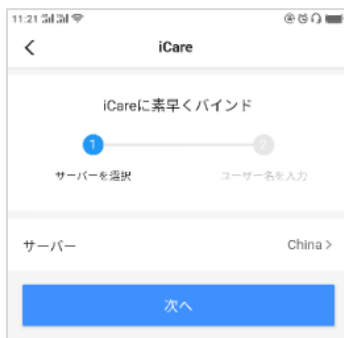 11:21
iCare
iCareに素早くバインド
1
2
サーバーを選択
ユーザー名を入力
サーバー
China >
次へ